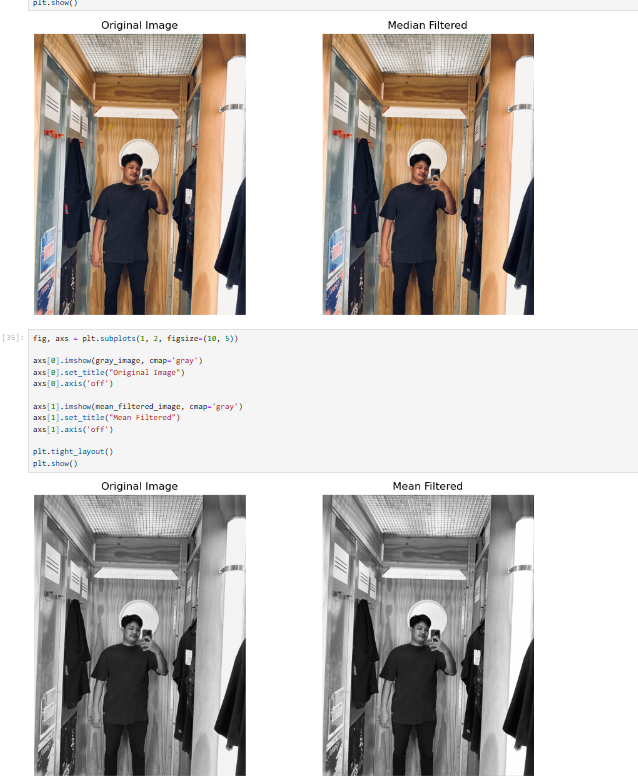 plt.show()
Original Image Median Filtered
[35]: fig, axs = plt.subplots(1, 2, figsize=(10, 5))
axs[0].imshow(gray_image, cmap='gray')
axs[0].set_title("Original Image")
axs[0].axis('off')
axs[1].imshow(mean_filtered_image, cmap='gray')
axs[1].set_title("Mean Filtered")
axs[1].axis('off')
plt.tight_layout()
plt.show()
Original Image Mean Filtered